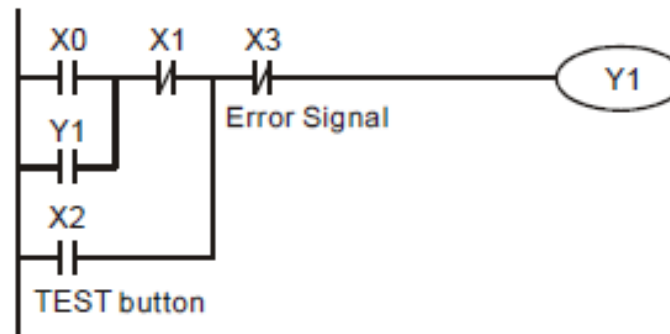 X0 X1 X3
Y1
Y1
Error Signal
X2
TEST button